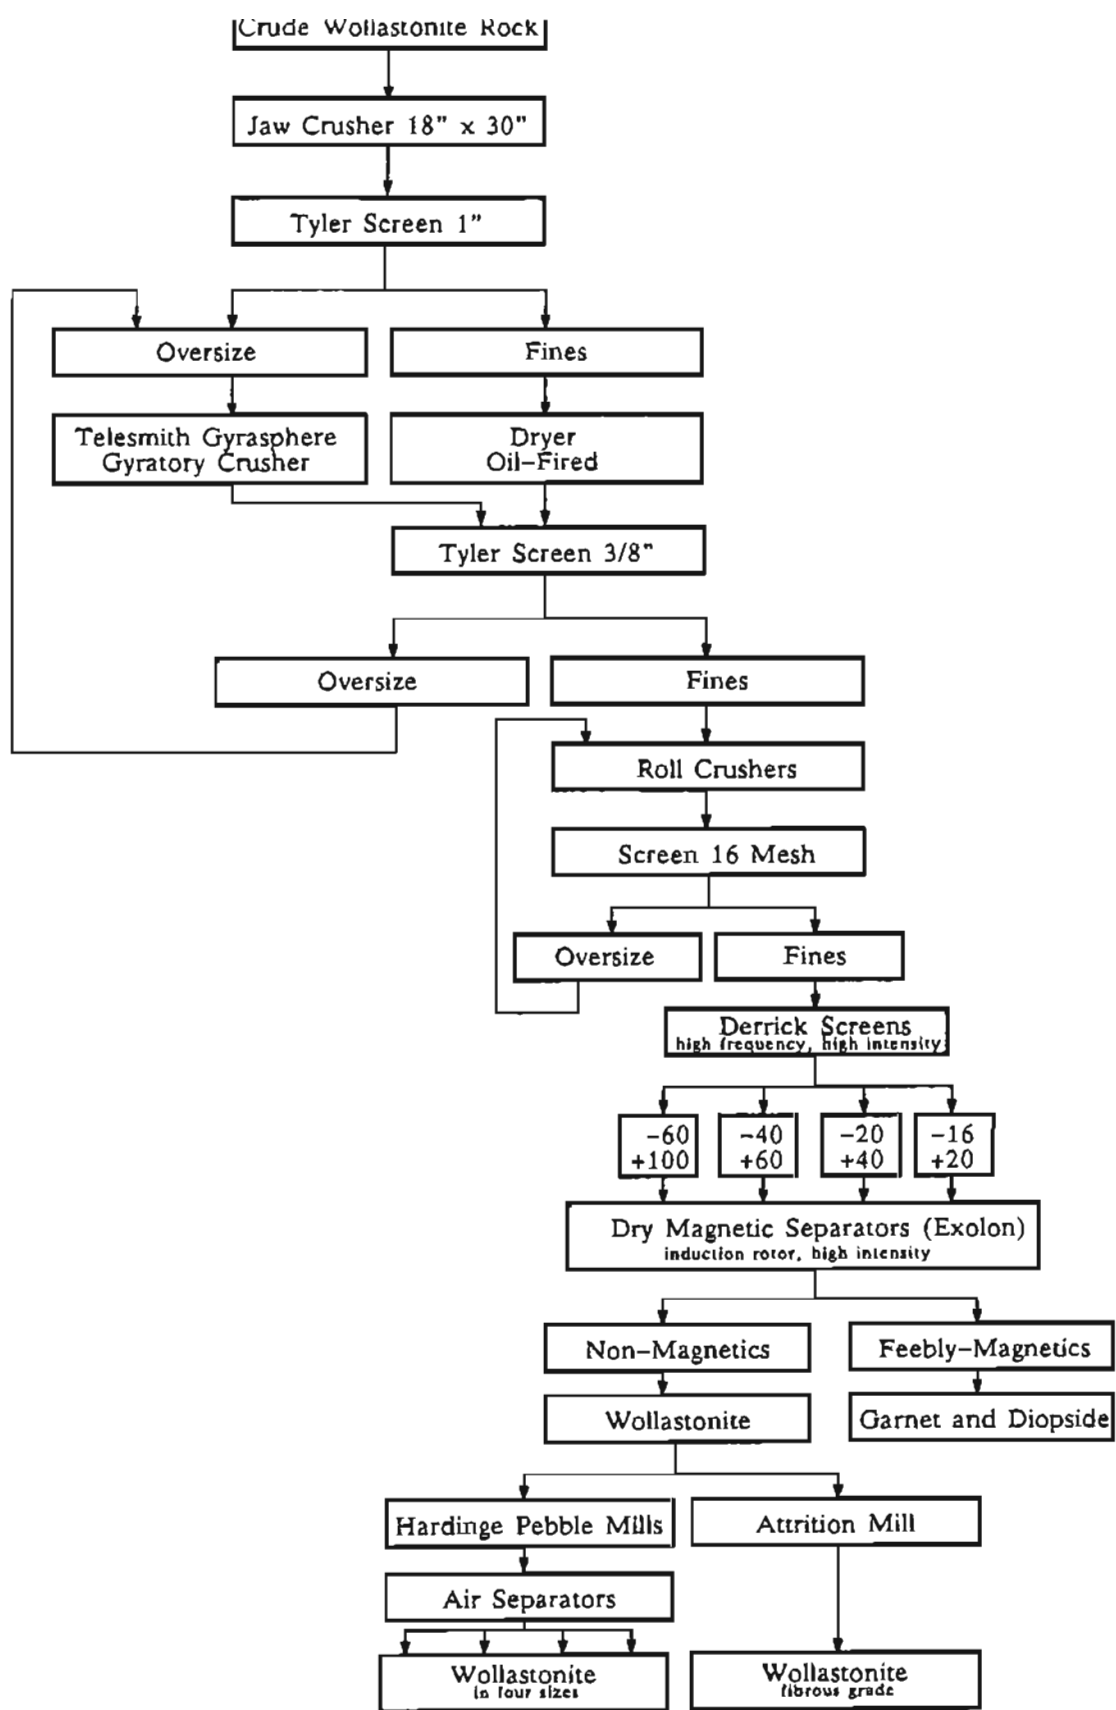 Crude Wollastonite Rock
Jaw Crusher 18" x 30"
Tyler Screen 1"
Oversize
Fines
Telesmith Gyrasphere
Gyratory Crusher
Dryer
Oil-Fired
Tyler Screen 3/8"
Oversize
Fines
Roll Crushers
Screen 16 Mesh
Oversize
Fines
Derrick Screens
high frequency, high intensity
-60
+100
-40
+60
-20
+40
-16
+20
Dry Magnetic Separators (Exolon)
induction rotor, high intensity
Non-Magnetics
Feebly-Magnetics
Wollastonite
Garnet and Diopside
Hardinge Pebble Mills
Attrition Mill
Air Separators
Wollastonite
in four sizes
Wollastonite
fibrous grade